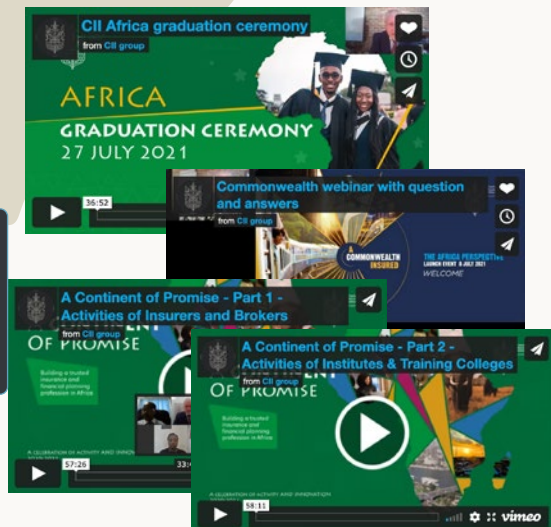 CII Africa graduation ceremony
from CII group
AFRICA
GRADUATION CEREMONY
27 JULY 2021
36:52
Commonwealth webinar with question
and answers
from CII group
A
COMMONWEALTH
INSURED
THE AFRICA PERSPECTIVE
LAUNCH EVENT 8 JULY 2021
WELCOME
A Continent of Promise - Part 1 -
Activities of Insurers and Brokers
from CII group
OF PROMISE
Building a trusted
insurance and
financial planning
profession in Africa
A CELEBRATION OF ACTIVITY AND
57:26
A Continent of Promise - Part 2 -
Activities of Institutes & Training Colleges
from CII group
OF PROMISE
Building a trusted
insurance and
financial planning
profession in Africa
A CELEBRATION OF ACTIVITY AND INNOVATION
58:11
vimeo